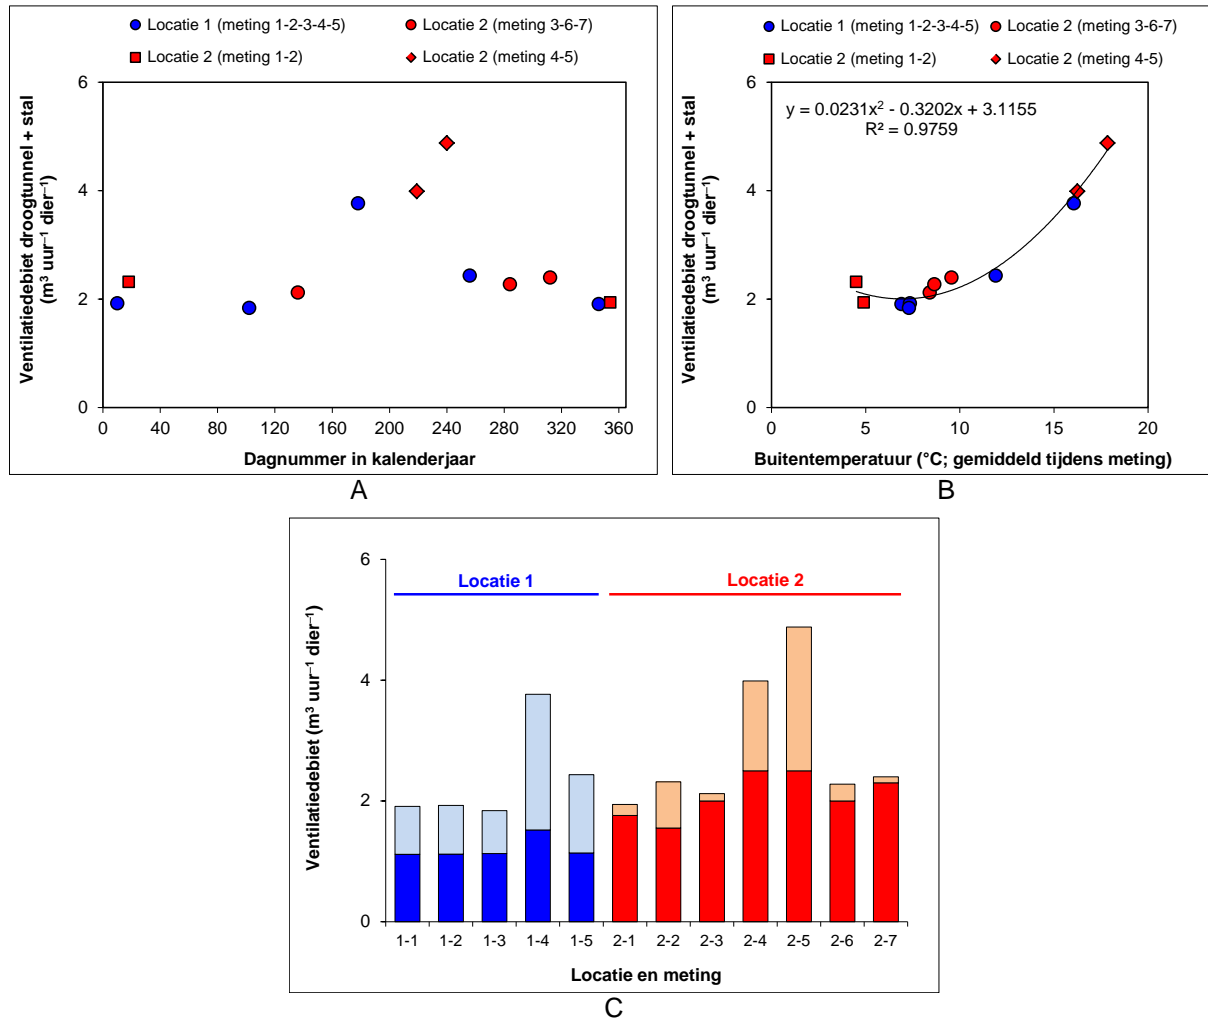 Locatie 1 (meting 1-2-3-4-5)
Locatie 2 (meting 3-6-7)
Locatie 2 (meting 1-2)
Locatie 2 (meting 4-5)
Ventilatiedebiet droogtunnel + stal
(m³ uur⁻¹ dier⁻¹)
6
4
2
0
0 40 80 120 160 200 240 280 320 360
Dagnummer in kalenderjaar
A
Locatie 1 (meting 1-2-3-4-5)
Locatie 2 (meting 3-6-7)
Locatie 2 (meting 1-2)
Locatie 2 (meting 4-5)
y = 0.0231x² - 0.3202x + 3.1155
R² = 0.9759
Ventilatiedebiet droogtunnel + stal
(m³ uur⁻¹ dier⁻¹)
6
4
2
0
0 5 10 15 20
Buitentemperatuur (°C; gemiddeld tijdens meting)
B
Locatie 1
Locatie 2
Ventilatiedebiet (m³ uur⁻¹ dier⁻¹)
6
4
2
0
1-1 1-2 1-3 1-4 1-5 2-1 2-2 2-3 2-4 2-5 2-6 2-7
Locatie en meting
C